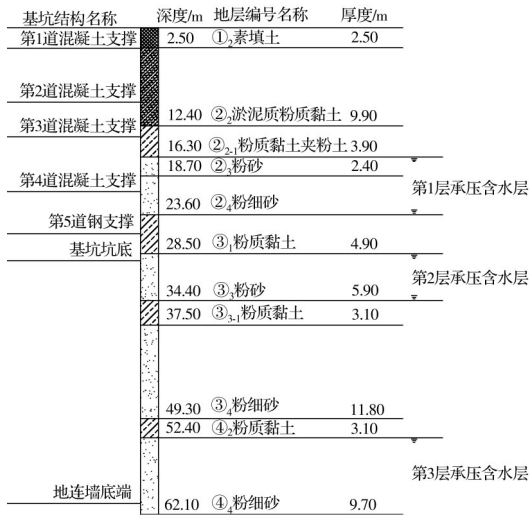 基坑结构名称 深度/m 地层编号名称 厚度/m
第1道混凝土支撑 2.50 ①₂素填土 2.50
第2道混凝土支撑
12.40 ②₂淤泥质粉质黏土 9.90
第3道混凝土支撑
16.30 ②₂₋₁粉质黏土夹粉土 3.90
18.70 ②₃粉砂 2.40
第4道混凝土支撑
第1层承压含水层
23.60 ②₄粉细砂
第5道钢支撑
28.50 ③₁粉质黏土 4.90
基坑坑底
第2层承压含水层
34.40 ③₃粉砂 5.90
37.50 ③₃₋₁粉质黏土 3.10
49.30 ③₄粉细砂 11.80
52.40 ④₂粉质黏土 3.10
第3层承压含水层
地连墙底端
62.10 ④₄粉细砂 9.70